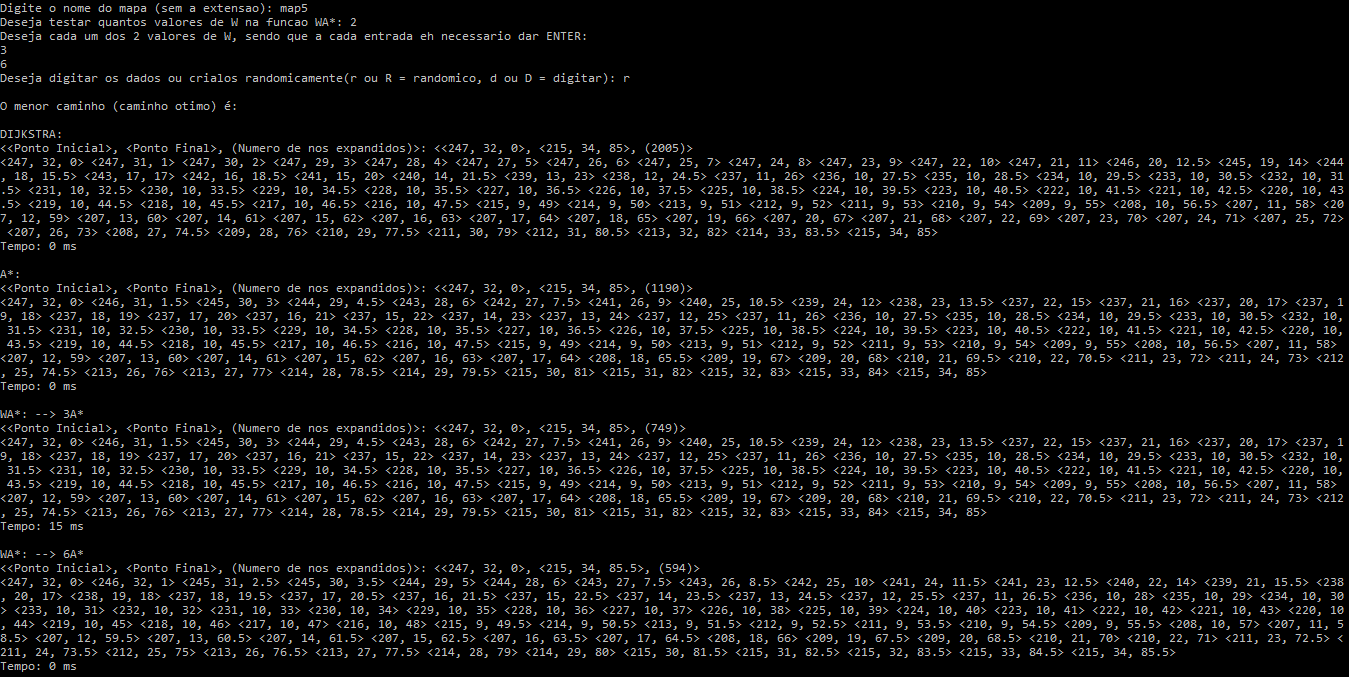 Digite o nome do mapa (sem a extensao): map5
Deseja testar quantos valores de W na funcao WA*: 2
Deseja cada um dos 2 valores de W, sendo que a cada entrada eh necessario dar ENTER:
3
6
Deseja digitar os dados ou crialos randomicamente(r ou R = randomico, d ou D = digitar): r
O menor caminho (caminho otimo) é:
DIJKSTRA:
<<Ponto Inicial>, <Ponto Final>, (Numero de nos expandidos)>: <<247, 32, 0>, <215, 34, 85>, (2005)>
<247, 32, 0> <247, 31, 1> <247, 30, 2> <247, 29, 3> <247, 28, 4> <247, 27, 5> <247, 26, 6> <247, 25, 7> <247, 24, 8> <247, 23, 9> <247, 22, 10> <247, 21, 11> <246, 20, 12.5> <245, 19, 14> <244
, 18, 15.5> <243, 17, 17> <242, 16, 18.5> <241, 15, 20> <240, 14, 21.5> <239, 13, 23> <238, 12, 24.5> <237, 11, 26> <236, 10, 27.5> <235, 10, 28.5> <234, 10, 29.5> <233, 10, 30.5> <232, 10, 31
.5> <231, 10, 32.5> <230, 10, 33.5> <229, 10, 34.5> <228, 10, 35.5> <227, 10, 36.5> <226, 10, 37.5> <225, 10, 38.5> <224, 10, 39.5> <223, 10, 40.5> <222, 10, 41.5> <221, 10, 42.5> <220, 10, 43
.5> <219, 10, 44.5> <218, 10, 45.5> <217, 10, 46.5> <216, 10, 47.5> <215, 9, 49> <214, 9, 50> <213, 9, 51> <212, 9, 52> <211, 9, 53> <210, 9, 54> <209, 9, 55> <208, 10, 56.5> <207, 11, 58> <20
7, 12, 59> <207, 13, 60> <207, 14, 61> <207, 15, 62> <207, 16, 63> <207, 17, 64> <207, 18, 65> <207, 19, 66> <207, 20, 67> <207, 21, 68> <207, 22, 69> <207, 23, 70> <207, 24, 71> <207, 25, 72>
<207, 26, 73> <208, 27, 74.5> <209, 28, 76> <210, 29, 77.5> <211, 30, 79> <212, 31, 80.5> <213, 32, 82> <214, 33, 83.5> <215, 34, 85>
Tempo: 0 ms
A*:
<<Ponto Inicial>, <Ponto Final>, (Numero de nos expandidos)>: <<247, 32, 0>, <215, 34, 85>, (1190)>
<247, 32, 0> <246, 31, 1.5> <245, 30, 3> <244, 29, 4.5> <243, 28, 6> <242, 27, 7.5> <241, 26, 9> <240, 25, 10.5> <239, 24, 12> <238, 23, 13.5> <237, 22, 15> <237, 21, 16> <237, 20, 17> <237, 1
9, 18> <237, 18, 19> <237, 17, 20> <237, 16, 21> <237, 15, 22> <237, 14, 23> <237, 13, 24> <237, 12, 25> <237, 11, 26> <236, 10, 27.5> <235, 10, 28.5> <234, 10, 29.5> <233, 10, 30.5> <232, 10,
31.5> <231, 10, 32.5> <230, 10, 33.5> <229, 10, 34.5> <228, 10, 35.5> <227, 10, 36.5> <226, 10, 37.5> <225, 10, 38.5> <224, 10, 39.5> <223, 10, 40.5> <222, 10, 41.5> <221, 10, 42.5> <220, 10,
43.5> <219, 10, 44.5> <218, 10, 45.5> <217, 10, 46.5> <216, 10, 47.5> <215, 9, 49> <214, 9, 50> <213, 9, 51> <212, 9, 52> <211, 9, 53> <210, 9, 54> <209, 9, 55> <208, 10, 56.5> <207, 11, 58>
<207, 12, 59> <207, 13, 60> <207, 14, 61> <207, 15, 62> <207, 16, 63> <207, 17, 64> <208, 18, 65.5> <209, 19, 67> <209, 20, 68> <210, 21, 69.5> <210, 22, 70.5> <211, 23, 72> <211, 24, 73> <212
, 25, 74.5> <213, 26, 76> <213, 27, 77> <214, 28, 78.5> <214, 29, 79.5> <215, 30, 81> <215, 31, 82> <215, 32, 83> <215, 33, 84> <215, 34, 85>
Tempo: 0 ms
WA*: --> 3A*
<<Ponto Inicial>, <Ponto Final>, (Numero de nos expandidos)>: <<247, 32, 0>, <215, 34, 85>, (749)>
<247, 32, 0> <246, 31, 1.5> <245, 30, 3> <244, 29, 4.5> <243, 28, 6> <242, 27, 7.5> <241, 26, 9> <240, 25, 10.5> <239, 24, 12> <238, 23, 13.5> <237, 22, 15> <237, 21, 16> <237, 20, 17> <237, 1
9, 18> <237, 18, 19> <237, 17, 20> <237, 16, 21> <237, 15, 22> <237, 14, 23> <237, 13, 24> <237, 12, 25> <237, 11, 26> <236, 10, 27.5> <235, 10, 28.5> <234, 10, 29.5> <233, 10, 30.5> <232, 10,
31.5> <231, 10, 32.5> <230, 10, 33.5> <229, 10, 34.5> <228, 10, 35.5> <227, 10, 36.5> <226, 10, 37.5> <225, 10, 38.5> <224, 10, 39.5> <223, 10, 40.5> <222, 10, 41.5> <221, 10, 42.5> <220, 10,
43.5> <219, 10, 44.5> <218, 10, 45.5> <217, 10, 46.5> <216, 10, 47.5> <215, 9, 49> <214, 9, 50> <213, 9, 51> <212, 9, 52> <211, 9, 53> <210, 9, 54> <209, 9, 55> <208, 10, 56.5> <207, 11, 58>
<207, 12, 59> <207, 13, 60> <207, 14, 61> <207, 15, 62> <207, 16, 63> <207, 17, 64> <208, 18, 65.5> <209, 19, 67> <209, 20, 68> <210, 21, 69.5> <210, 22, 70.5> <211, 23, 72> <211, 24, 73> <212
, 25, 74.5> <213, 26, 76> <213, 27, 77> <214, 28, 78.5> <214, 29, 79.5> <215, 30, 81> <215, 31, 82> <215, 32, 83> <215, 33, 84> <215, 34, 85>
Tempo: 15 ms
WA*: --> 6A*
<<Ponto Inicial>, <Ponto Final>, (Numero de nos expandidos)>: <<247, 32, 0>, <215, 34, 85.5>, (594)>
<247, 32, 0> <246, 32, 1> <245, 31, 2.5> <245, 30, 3.5> <244, 29, 5> <244, 28, 6> <243, 27, 7.5> <243, 26, 8.5> <242, 25, 10> <241, 24, 11.5> <241, 23, 12.5> <240, 22, 14> <239, 21, 15.5> <238
, 20, 17> <238, 19, 18> <237, 18, 19.5> <237, 17, 20.5> <237, 16, 21.5> <237, 15, 22.5> <237, 14, 23.5> <237, 13, 24.5> <237, 12, 25.5> <237, 11, 26.5> <236, 10, 28> <235, 10, 29> <234, 10, 30
> <233, 10, 31> <232, 10, 32> <231, 10, 33> <230, 10, 34> <229, 10, 35> <228, 10, 36> <227, 10, 37> <226, 10, 38> <225, 10, 39> <224, 10, 40> <223, 10, 41> <222, 10, 42> <221, 10, 43> <220, 10
, 44> <219, 10, 45> <218, 10, 46> <217, 10, 47> <216, 10, 48> <215, 9, 49.5> <214, 9, 50.5> <213, 9, 51.5> <212, 9, 52.5> <211, 9, 53.5> <210, 9, 54.5> <209, 9, 55.5> <208, 10, 57> <207, 11, 5
8.5> <207, 12, 59.5> <207, 13, 60.5> <207, 14, 61.5> <207, 15, 62.5> <207, 16, 63.5> <207, 17, 64.5> <208, 18, 66> <209, 19, 67.5> <209, 20, 68.5> <210, 21, 70> <210, 22, 71> <211, 23, 72.5> <
211, 24, 73.5> <212, 25, 75> <213, 26, 76.5> <213, 27, 77.5> <214, 28, 79> <214, 29, 80> <215, 30, 81.5> <215, 31, 82.5> <215, 32, 83.5> <215, 33, 84.5> <215, 34, 85.5>
Tempo: 0 ms